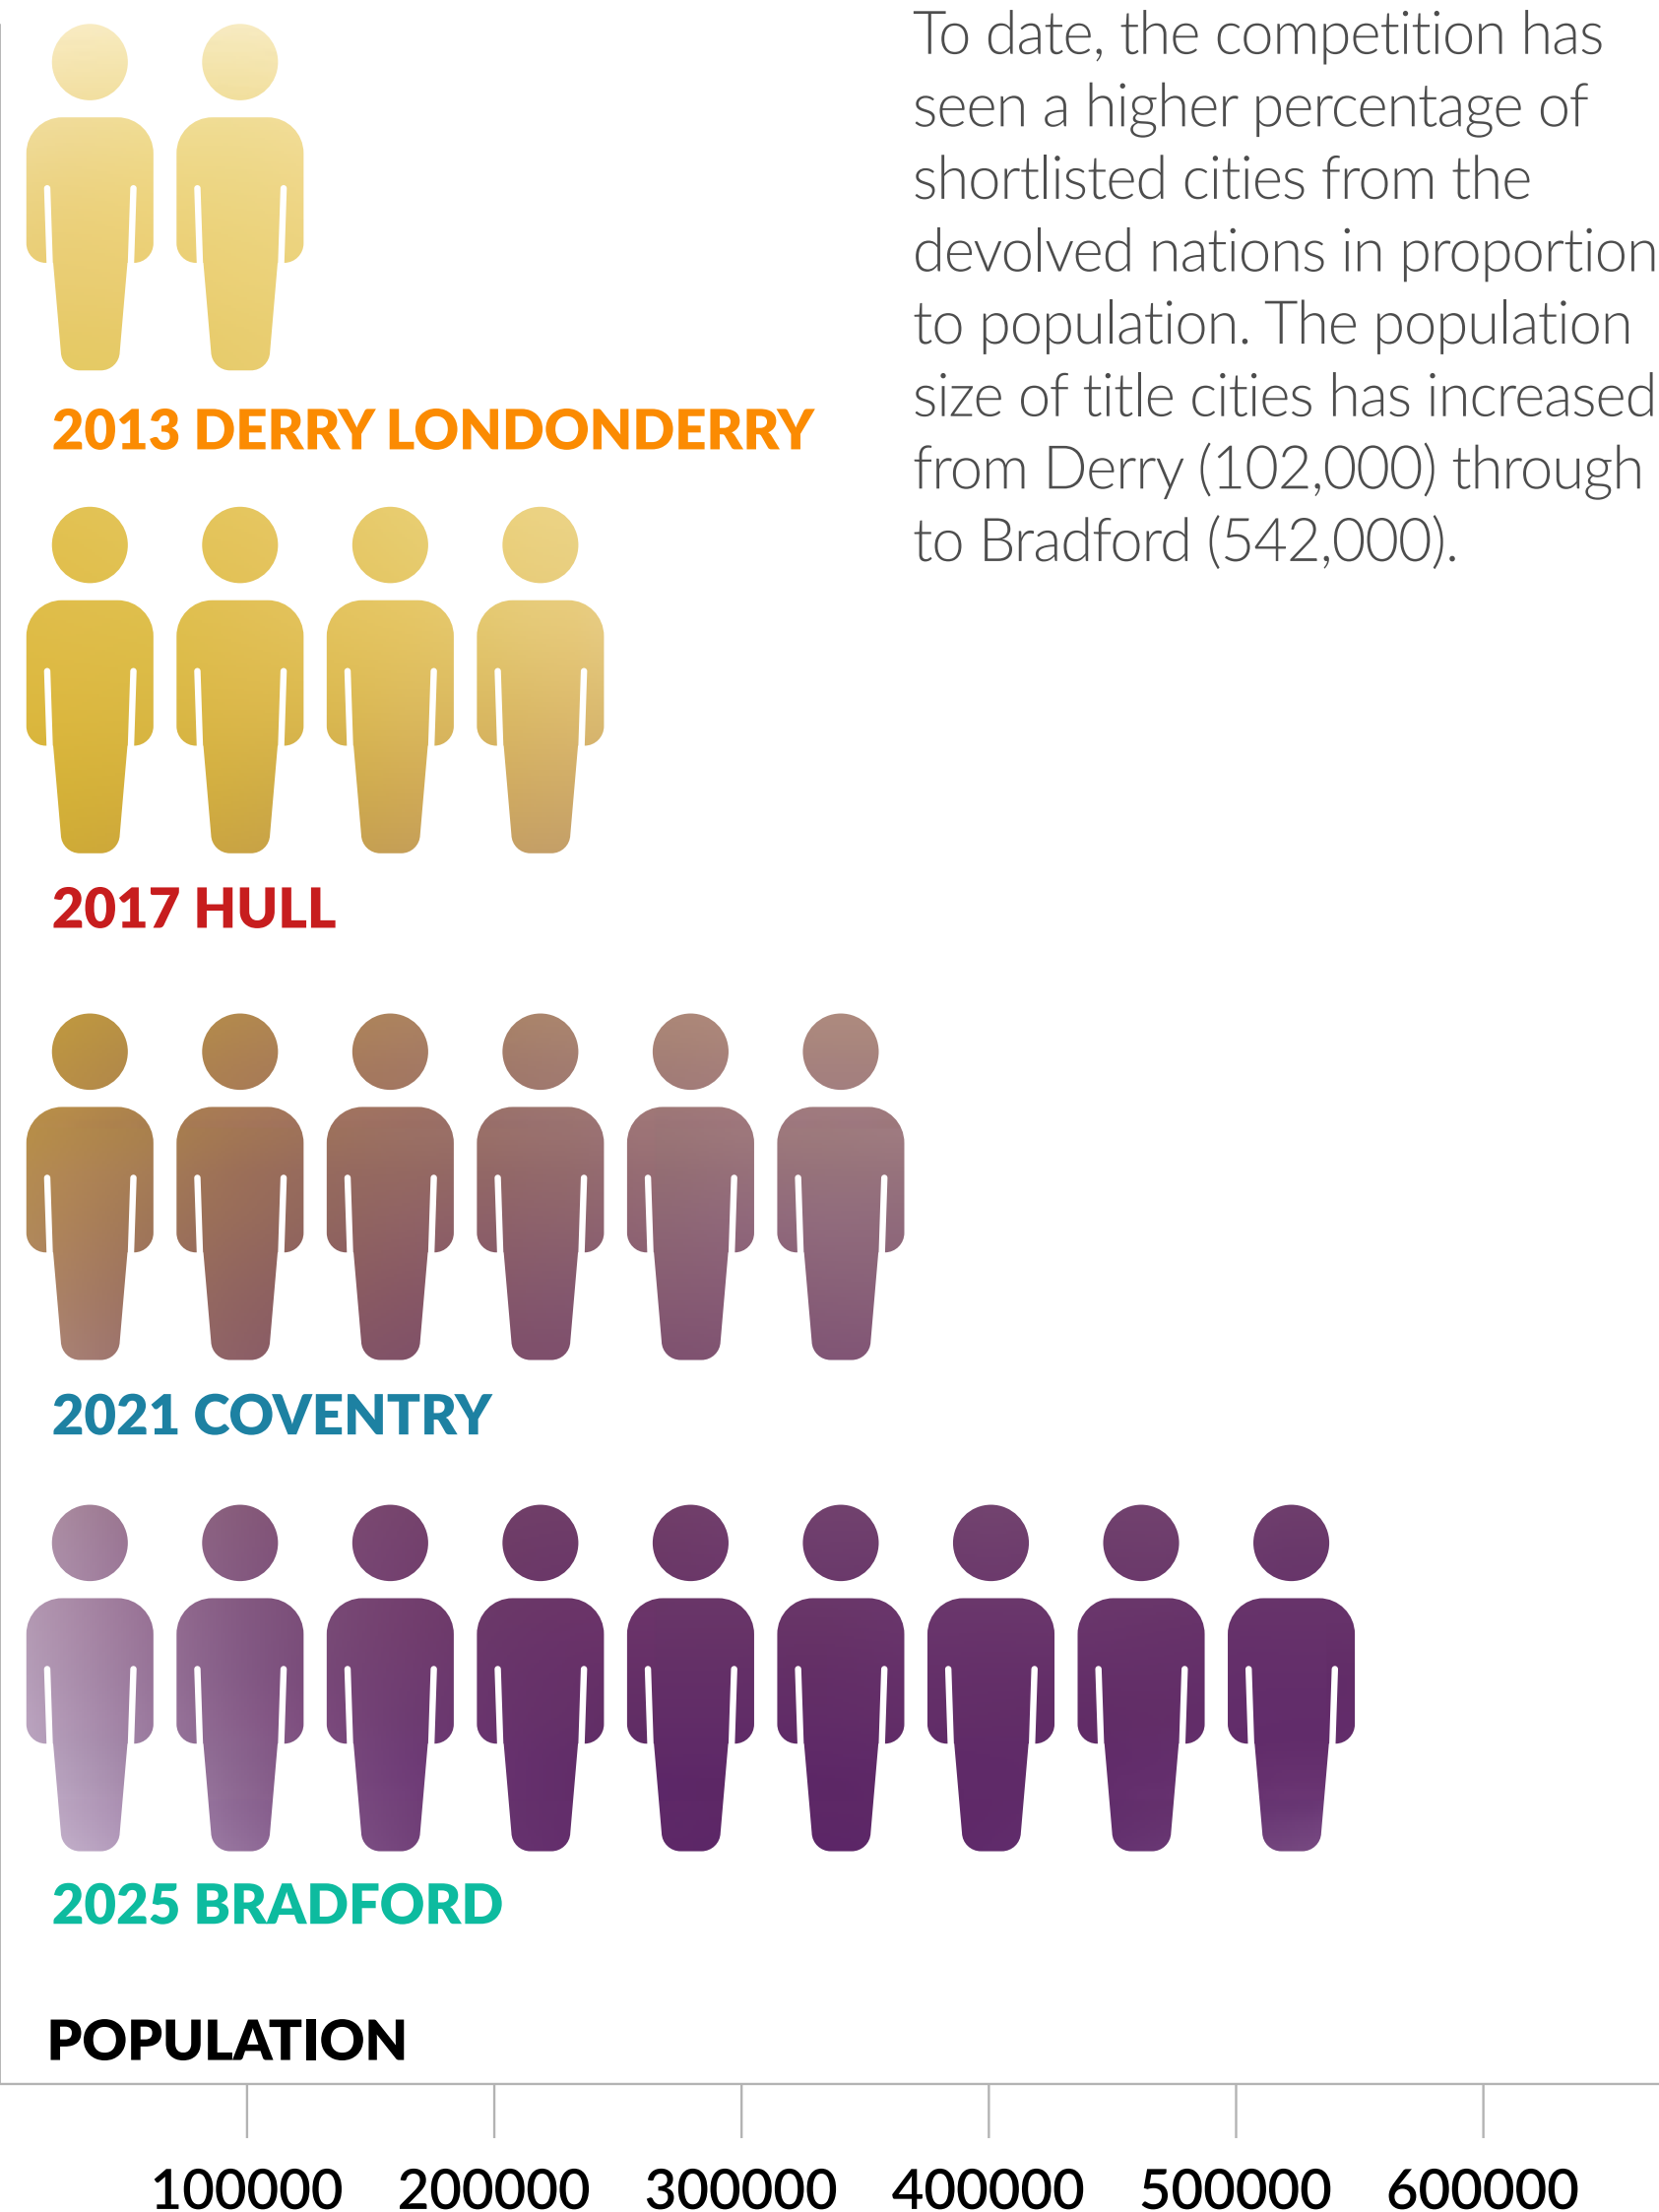 To date, the competition has
seen a higher percentage of
shortlisted cities from the
devolved nations in proportion
to population. The population
size of title cities has increased
from Derry (102,000) through
to Bradford (542,000).
2013 DERRY LONDONDERRY
2017 HULL
2021 COVENTRY
2025 BRADFORD
POPULATION
100000 200000 300000 400000 500000 600000